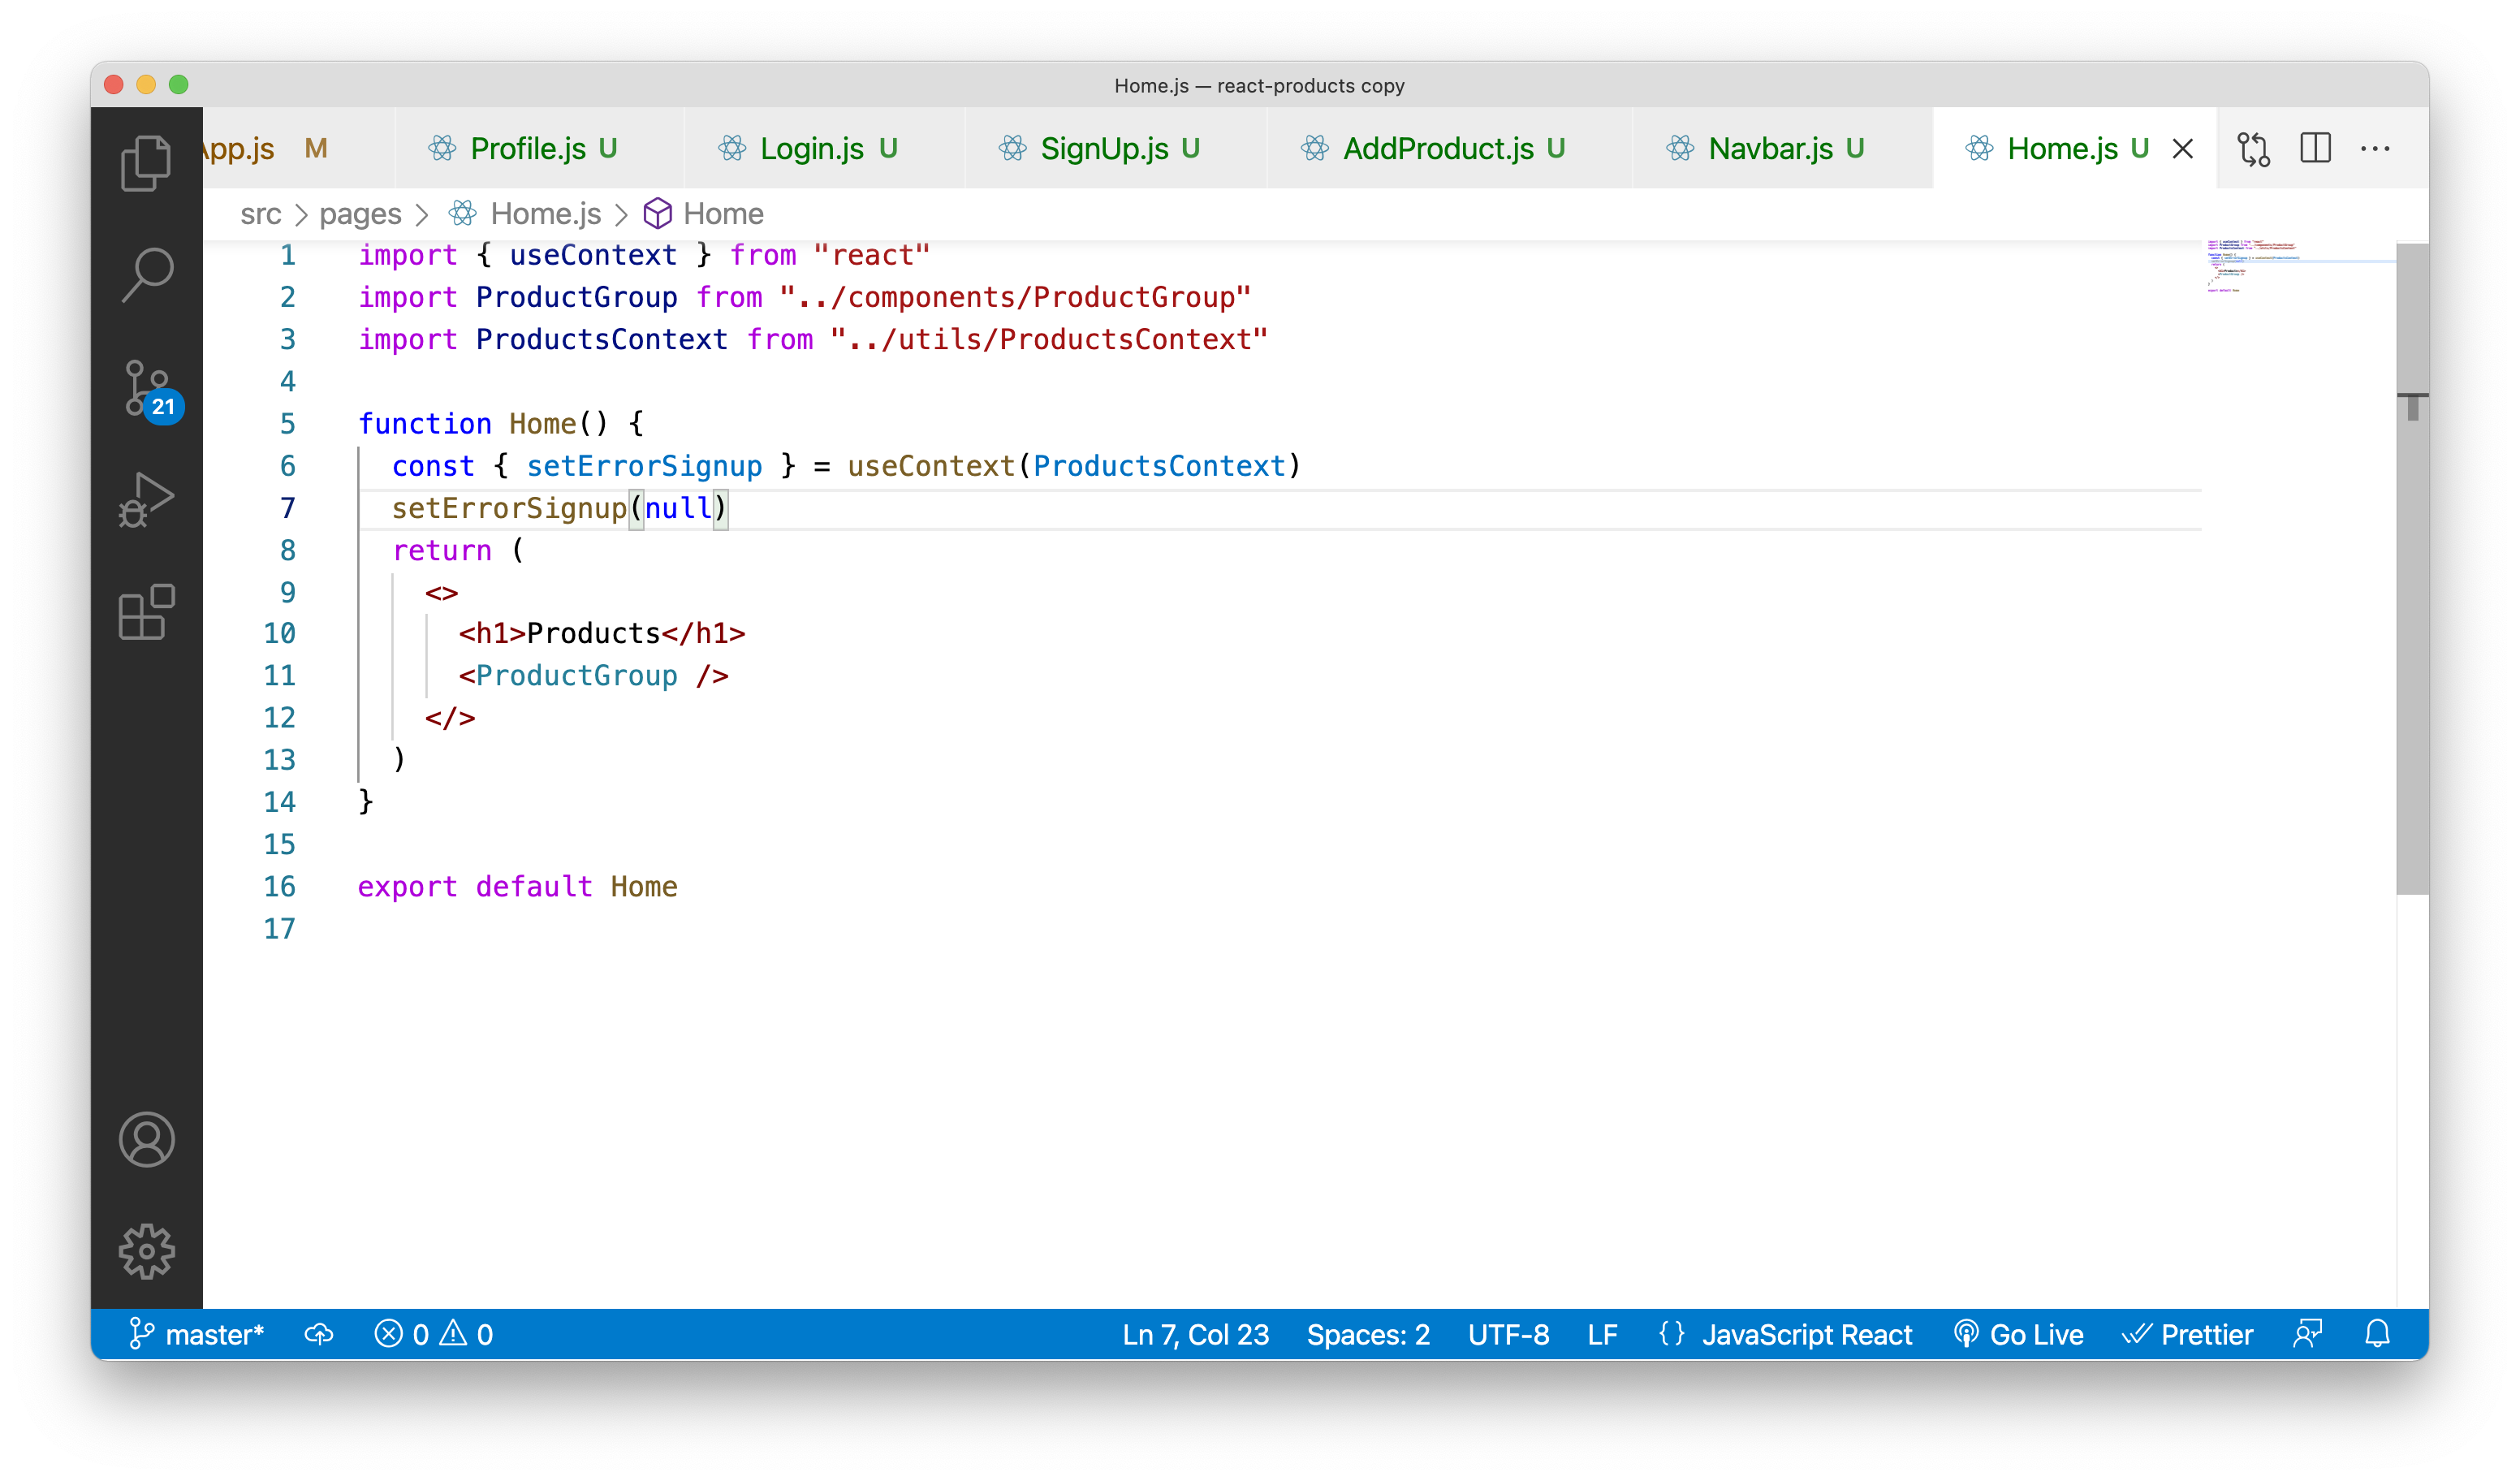 Home.js — react-products copy
App.js M Profile.js U Login.js U SignUp.js U AddProduct.js U Navbar.js U Home.js U
src > pages > Home.js > Home
1 import { useContext } from "react"
2 import ProductGroup from "../components/ProductGroup"
3 import ProductsContext from "../utils/ProductsContext"
4
5 function Home() {
6 const { setErrorSignup } = useContext(ProductsContext)
7 setErrorSignup(null)
8 return (
9 <>
10 <h1>Products</h1>
11 <ProductGroup />
12 </>
13 )
14 }
15
16 export default Home
17
21
master* 0 0 Ln 7, Col 23 Spaces: 2 UTF-8 LF {} JavaScript React Go Live Prettier